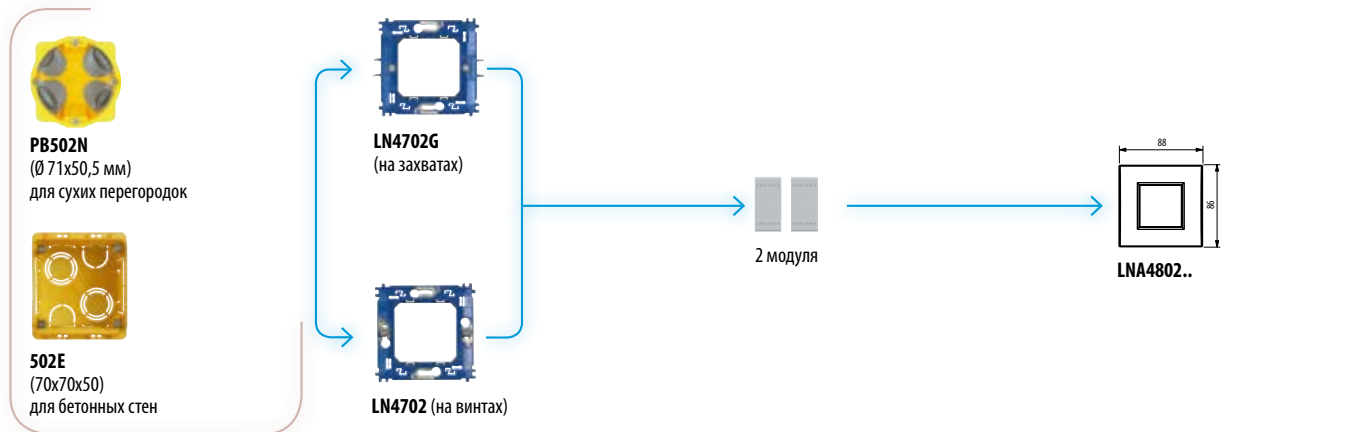 PB502N
(Ø 71x50,5 мм)
для сухих перегородок
502E
(70x70x50)
для бетонных стен
LN4702G
(на захватах)
LN4702 (на винтах)
2 модуля
88
86
LNA4802..